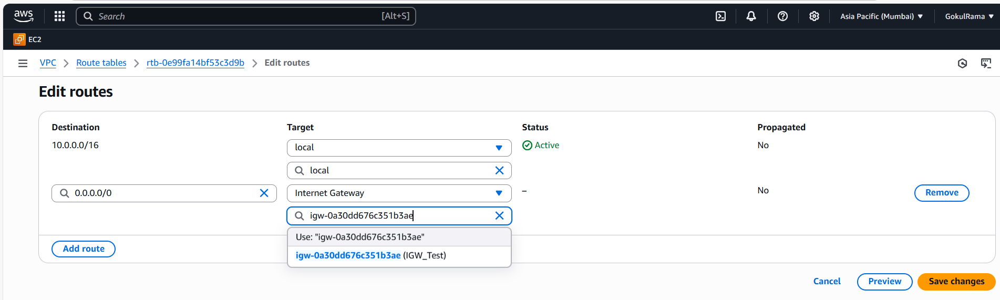 aws Search [Alt+S] Asia Pacific (Mumbai) GokulRama
EC2
VPC Route tables rtb-0e99fa14bf53c3d9b Edit routes
Edit routes
Destination Target Status Propagated
10.0.0.0/16 local Active No
local
0.0.0.0/0 Internet Gateway – No Remove
igw-0a30dd676c351b3ae
Use: "igw-0a30dd676c351b3ae"
Add route igw-0a30dd676c351b3ae (IGW_Test)
Cancel Preview Save changes